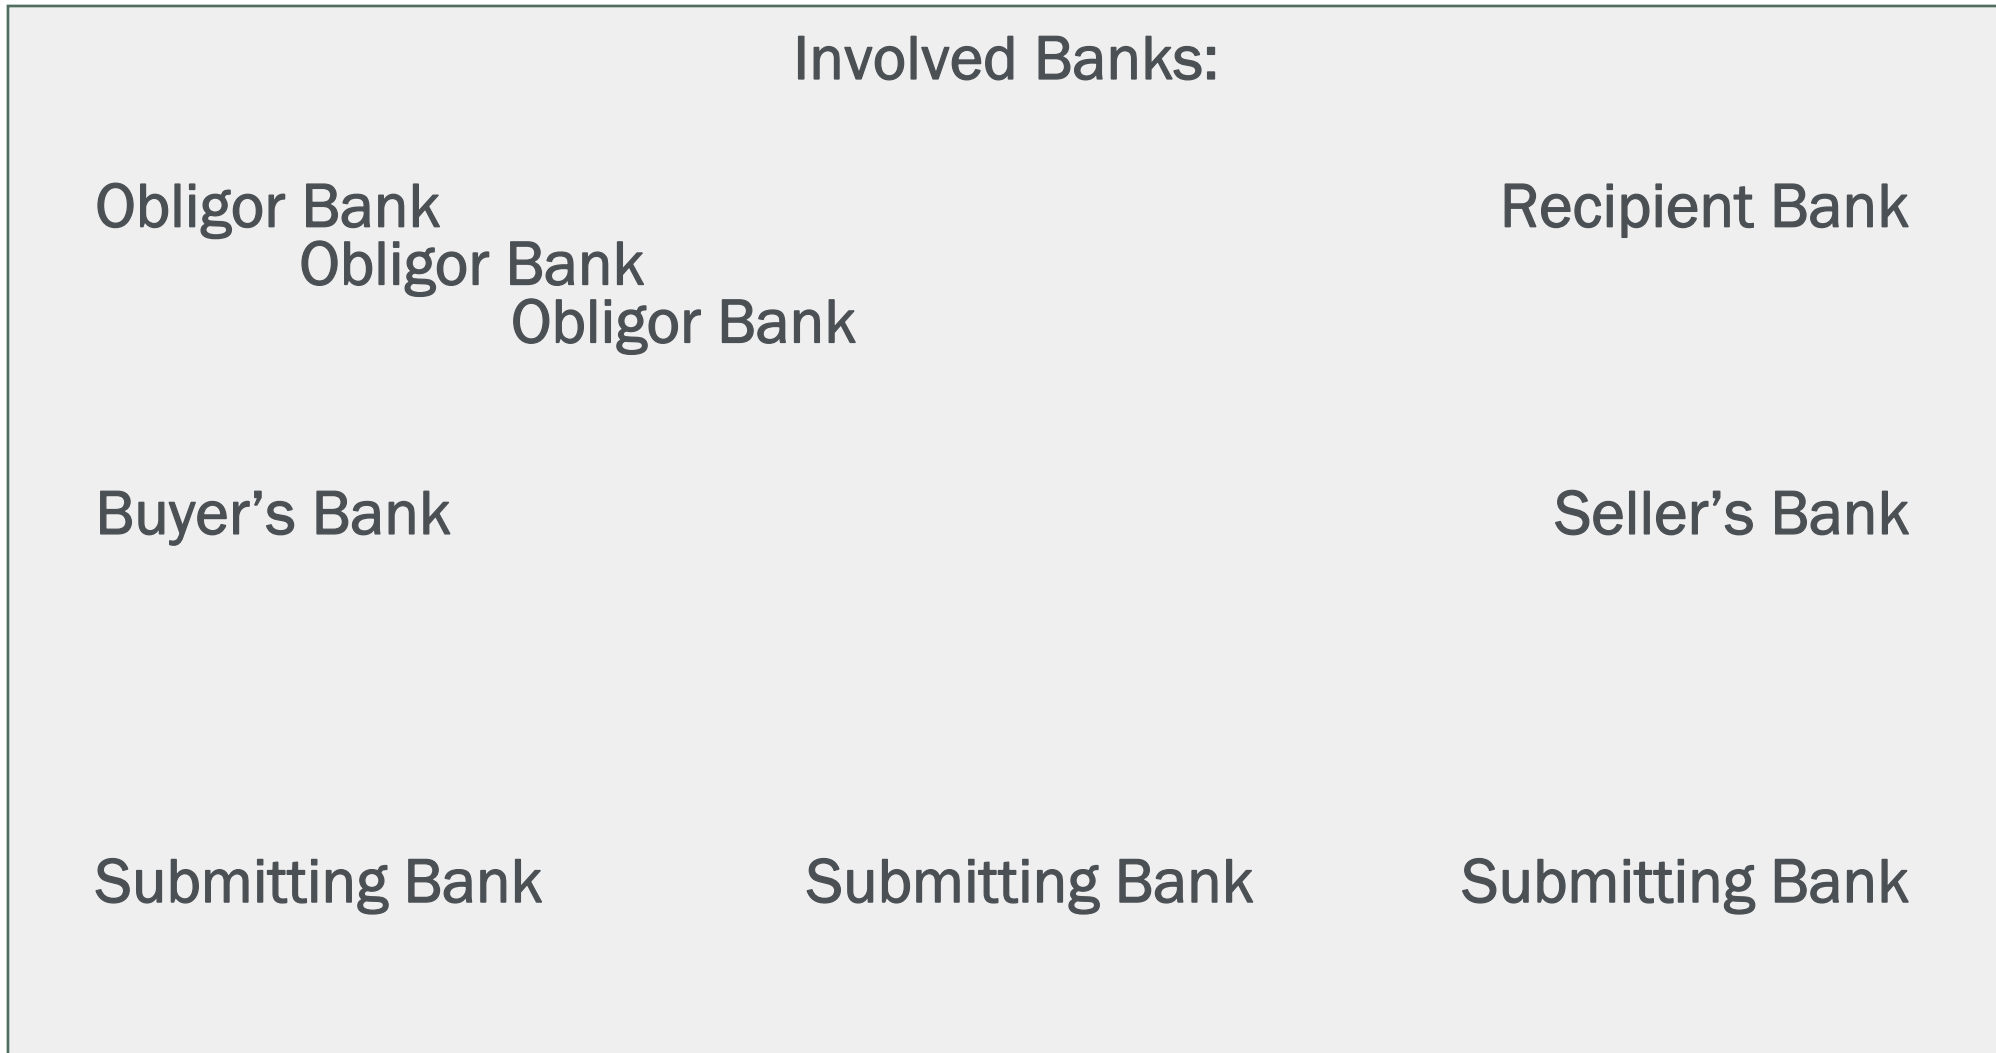 Involved Banks:
Obligor Bank Recipient Bank
Obligor Bank
Obligor Bank
Buyer’s Bank Seller’s Bank
Submitting Bank Submitting Bank Submitting Bank